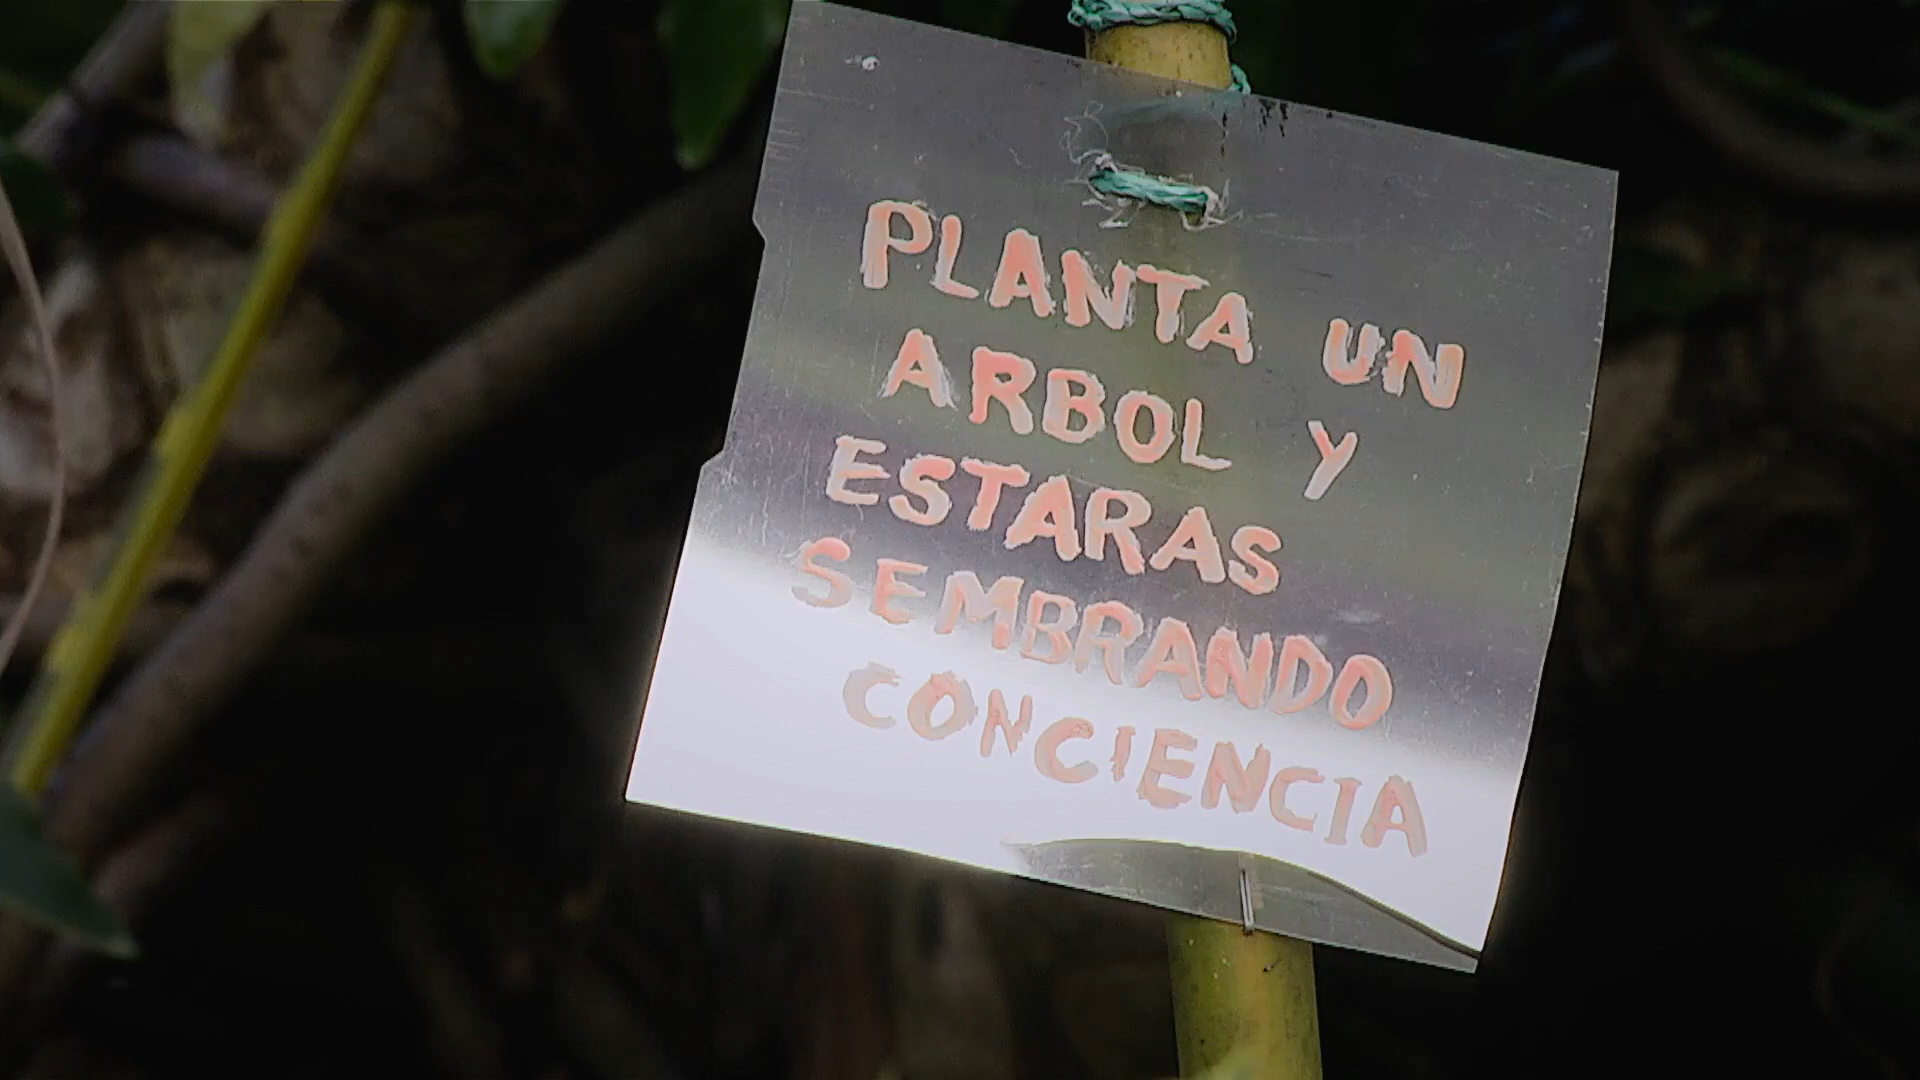 PLANTA UN
ARBOL Y
ESTARAS
SEMBRANDO
CONCIENCIA